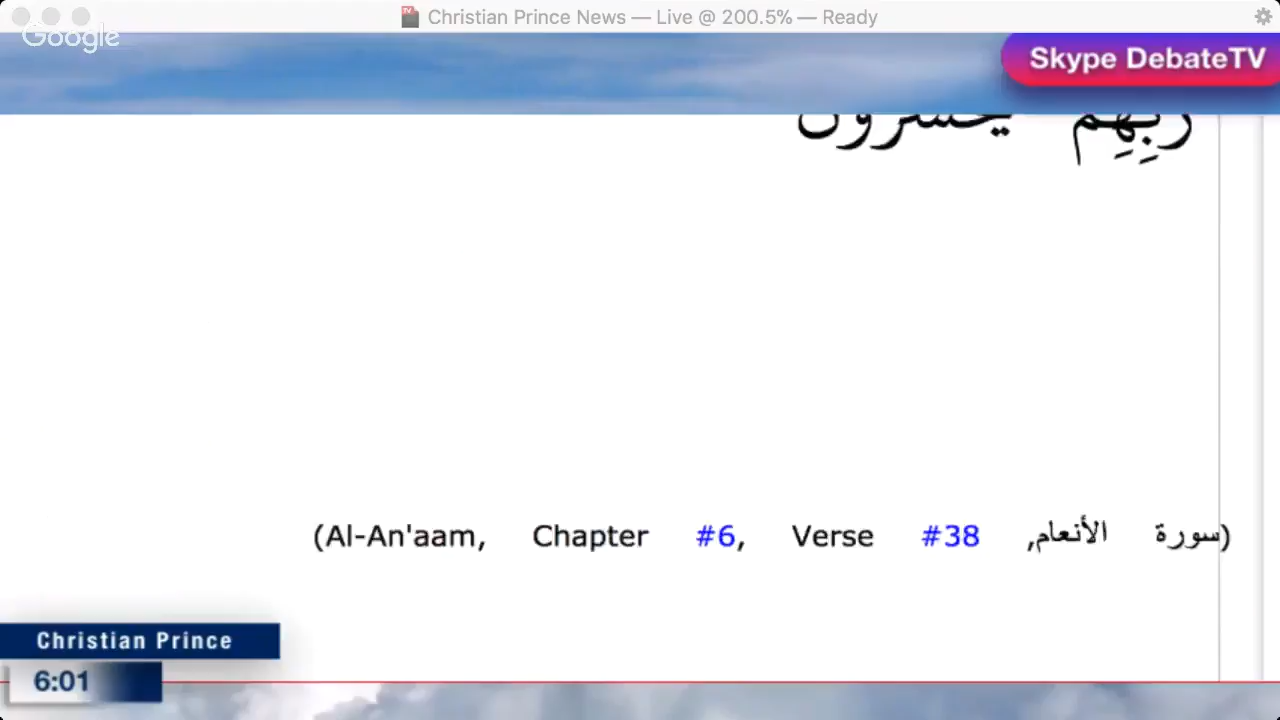 Christian Prince News — Live @ 200.5% — Ready
Google
Skype DebateTV
رَبِهِم يحشرون
(Al-An'aam, Chapter #6, Verse #38 سورة الأنعام,)
Christian Prince
6:01